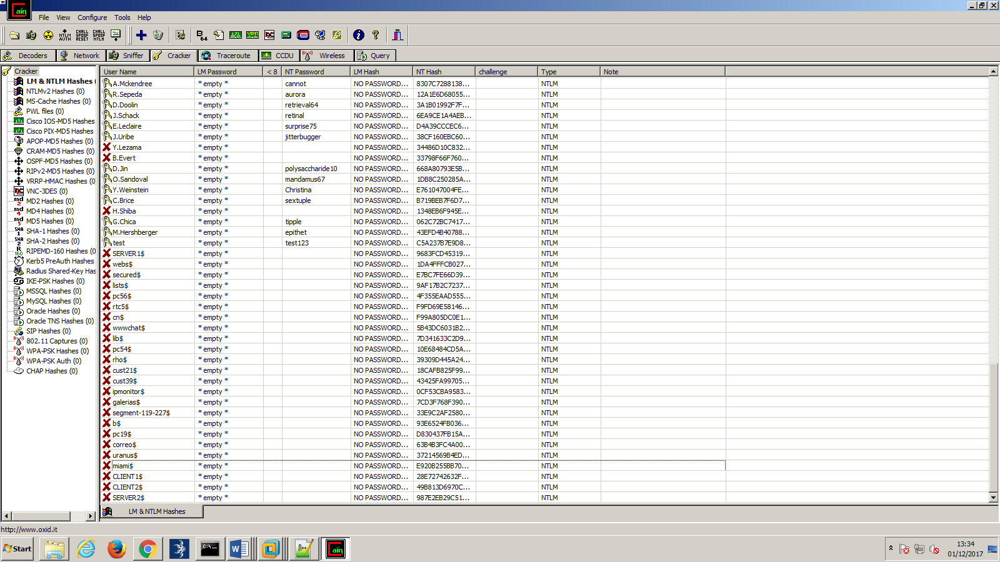 Cain
File View Configure Tools Help
NTLM AUTH CHALL SPOOF RESET CHALL SPOOF NTLM B 64
Decoders Network Sniffer Cracker Traceroute CCDU Wireless Query
Cracker
LM & NTLM Hashes (
NTLMv2 Hashes (0)
MS-Cache Hashes (0)
PWL files (0)
Cisco IOS-MD5 Hashes
Cisco PIX-MD5 Hashes
APOP-MD5 Hashes (0)
CRAM-MD5 Hashes (0)
OSPF-MD5 Hashes (0)
RIPv2-MD5 Hashes (0)
VRRP-HMAC Hashes (0
VNC-3DES (0)
MD2 Hashes (0)
MD4 Hashes (0)
MD5 Hashes (0)
SHA-1 Hashes (0)
SHA-2 Hashes (0)
RIPEMD-160 Hashes (0
Kerb5 PreAuth Hashes
Radius Shared-Key Has
IKE-PSK Hashes (0)
MSSQL Hashes (0)
MySQL Hashes (0)
Oracle Hashes (0)
Oracle TNS Hashes (0)
SIP Hashes (0)
802.11 Captures (0)
WPA-PSK Hashes (0)
WPA-PSK Auth (0)
CHAP Hashes (0)
User Name LM Password < 8 NT Password LM Hash NT Hash challenge Type Note
A.Mckendree * empty * cannot NO PASSWORD... 8307C7288138... NTLM
R.Sepeda * empty * aurora NO PASSWORD... 12A1E6D68055... NTLM
D.Doolin * empty * retrieval64 NO PASSWORD... 3A1B01992F7F... NTLM
J.Schack * empty * retinal NO PASSWORD... 6EA9CE1A4AEB... NTLM
E.Leclaire * empty * surprise75 NO PASSWORD... D4A39CCCEC6... NTLM
J.Uribe * empty * jitterbugger NO PASSWORD... 38CF160EBC60... NTLM
Y.Lezama * empty * NO PASSWORD... 34486D10C832... NTLM
B.Evert * empty * NO PASSWORD... 33798F66F760... NTLM
D.Jin * empty * polysaccharide10 NO PASSWORD... 668A80793E5B... NTLM
O.Sandoval * empty * mandamus67 NO PASSWORD... 1DB8C250285A... NTLM
Y.Weinstein * empty * Christina NO PASSWORD... E761047004FE... NTLM
C.Brice * empty * sextuple NO PASSWORD... B719BEB7F6D7... NTLM
H.Shiba * empty * NO PASSWORD... 1348EB6F945E... NTLM
G.Chica * empty * tipple NO PASSWORD... 062C72BC7417... NTLM
M.Hershberger * empty * epithet NO PASSWORD... 43EFD4B40788... NTLM
test * empty * test123 NO PASSWORD... C5A237B7E9D8... NTLM
SERVER1$ * empty * NO PASSWORD... 9683FCD45319... NTLM
webs$ * empty * NO PASSWORD... 1DA4FFFCB027... NTLM
secured$ * empty * NO PASSWORD... E7BC7FE66D39... NTLM
lists$ * empty * NO PASSWORD... 9AF17B2C7237... NTLM
pc56$ * empty * NO PASSWORD... 4F355EAAD555... NTLM
rtc5$ * empty * NO PASSWORD... F9FD69E58146... NTLM
cn$ * empty * NO PASSWORD... F99A805DC0E1... NTLM
wwwchat$ * empty * NO PASSWORD... 5B43DC6031B2... NTLM
lib$ * empty * NO PASSWORD... 7D341633C2D9... NTLM
pc54$ * empty * NO PASSWORD... 10E68484CD5A... NTLM
rho$ * empty * NO PASSWORD... 39309D445A24... NTLM
cust21$ * empty * NO PASSWORD... 18CAFB825F99... NTLM
cust39$ * empty * NO PASSWORD... 43425FA99705... NTLM
ipmonitor$ * empty * NO PASSWORD... 0CF53CBA9583... NTLM
galerias$ * empty * NO PASSWORD... 7CD3F768F390... NTLM
segment-119-227$ * empty * NO PASSWORD... 33E9C2AF2580... NTLM
b$ * empty * NO PASSWORD... 93E6524FB036... NTLM
pc19$ * empty * NO PASSWORD... D830437FB15A... NTLM
correo$ * empty * NO PASSWORD... 63B4B3FC4A00... NTLM
uranus$ * empty * NO PASSWORD... 37214569B4ED... NTLM
miami$ * empty * NO PASSWORD... E920B255BB70... NTLM
CLIENT1$ * empty * NO PASSWORD... 28E72742632F... NTLM
CLIENT2$ * empty * NO PASSWORD... 49B813D6970C... NTLM
SERVER2$ * empty * NO PASSWORD... 987E2EB29C51... NTLM
LM & NTLM Hashes
http://www.oxid.it
Start Cain 13:34
01/12/2017